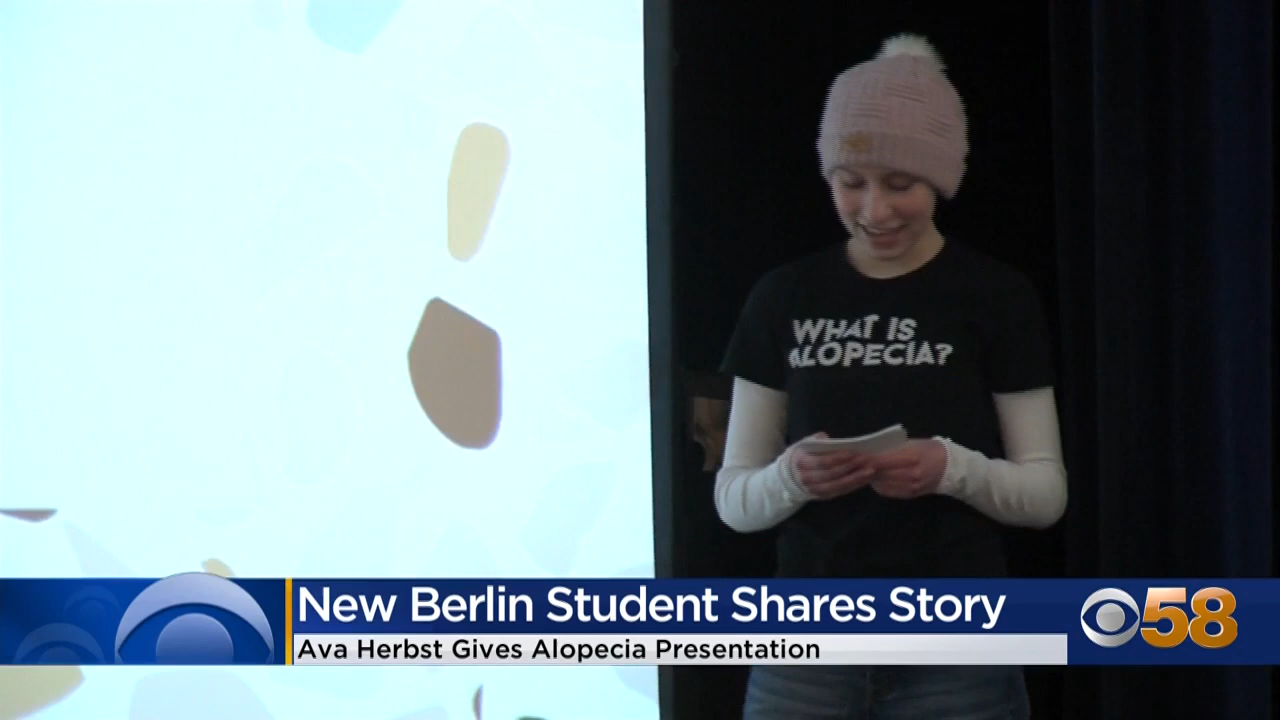 WHAT IS
ALOPECIA?
New Berlin Student Shares Story
Ava Herbst Gives Alopecia Presentation
58